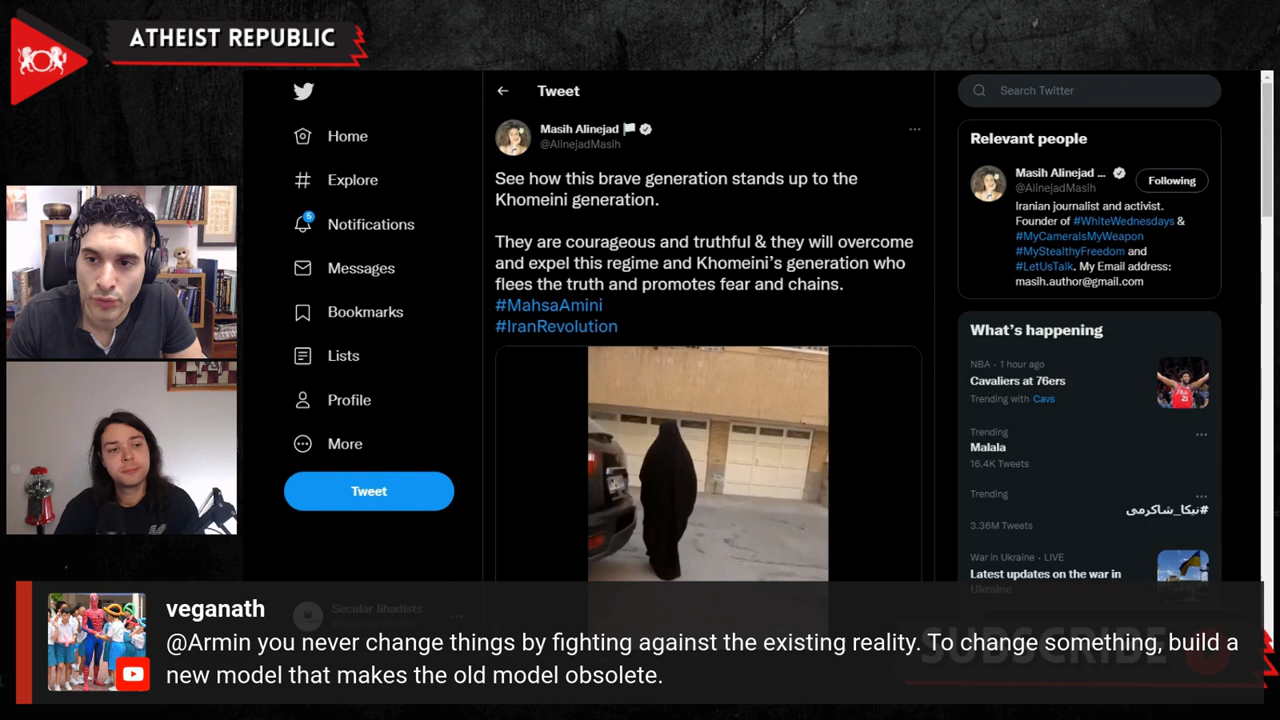 ATHEIST REPUBLIC
Home
Explore
5
Notifications
Messages
Bookmarks
Lists
Profile
More
Tweet
Secular Jihadists
Tweet
Masih Alinejad
@AlinejadMasih
See how this brave generation stands up to the
Khomeini generation.
They are courageous and truthful & they will overcome
and expel this regime and Khomeini's generation who
flees the truth and promotes fear and chains.
#MahsaAmini
#IranRevolution
Search Twitter
Relevant people
Masih Alinejad ...
@AlinejadMasih
Following
Iranian journalist and activist.
Founder of #WhiteWednesdays &
#MyCameraIsMyWeapon
#MyStealthyFreedom and
#LetUsTalk. My Email address:
masih.author@gmail.com
What's happening
NBA · 1 hour ago
Cavaliers at 76ers
Trending with Cavs
Trending
Malala
16.4K Tweets
Trending
#نیکا_شاکرمی
3.36M Tweets
War in Ukraine · LIVE
Latest updates on the war in
Ukraine
SUBSCRIBE
veganath
@Armin you never change things by fighting against the existing reality. To change something, build a
new model that makes the old model obsolete.